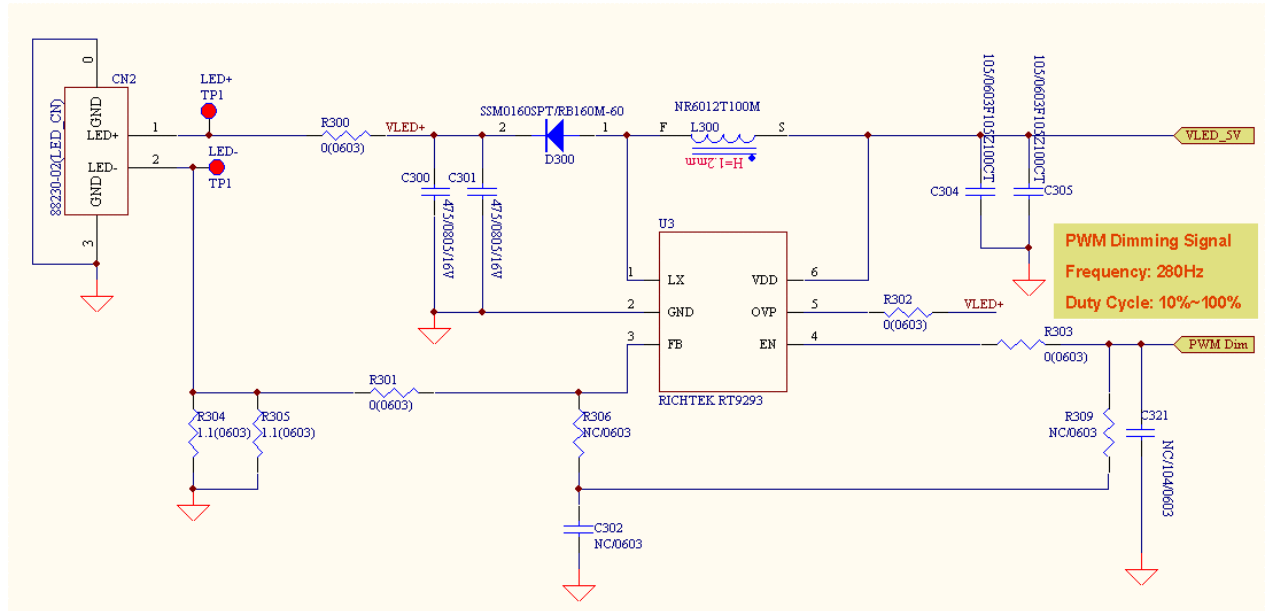 0
CN2
GND
LED+
LED-
GND
88230-02(LED_CN)
3
1
2
LED+
TP1
LED-
TP1
R300
0(0603)
VLED+
SSM0160SPT/RB160M-60
2
1
D300
NR6012T100M
F
L300
S
H=1.2mm
C300
475/0805/16V
C301
475/0805/16V
105/0603F105Z100CT
C304
105/0603F105Z100CT
C305
VLED_5V
PWM Dimming Signal
Frequency: 280Hz
Duty Cycle: 10%~100%
U3
1
LX
VDD
6
2
GND
OVP
5
3
FB
EN
4
RICHTEK RT9293
R302
0(0603)
VLED+
R303
0(0603)
PWM Dim
R301
0(0603)
R304
1.1(0603)
R305
1.1(0603)
R306
NC/0603
R309
NC/0603
C321
NC/104/0603
C302
NC/0603